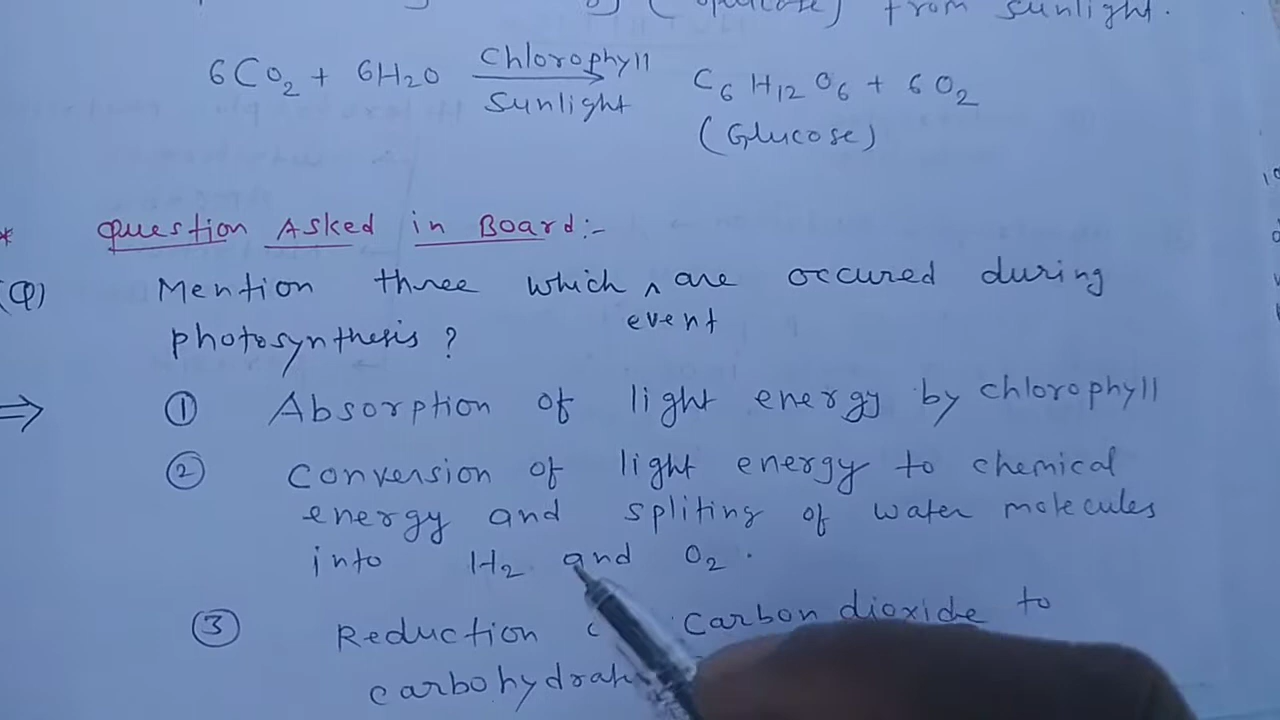 from sunlight.
6CO2 + 6H2O Chlorophyll Sunlight C6H12O6 + 6O2
(Glucose)
* Question Asked in Board:-
(Q) Mention three which ^ are occured during
event
photosynthesis?
⇒ ① Absorption of light energy by chlorophyll
② Conversion of light energy to chemical
energy and spliting of water molecules
into H2 and O2.
③ Reduction carbon dioxide to